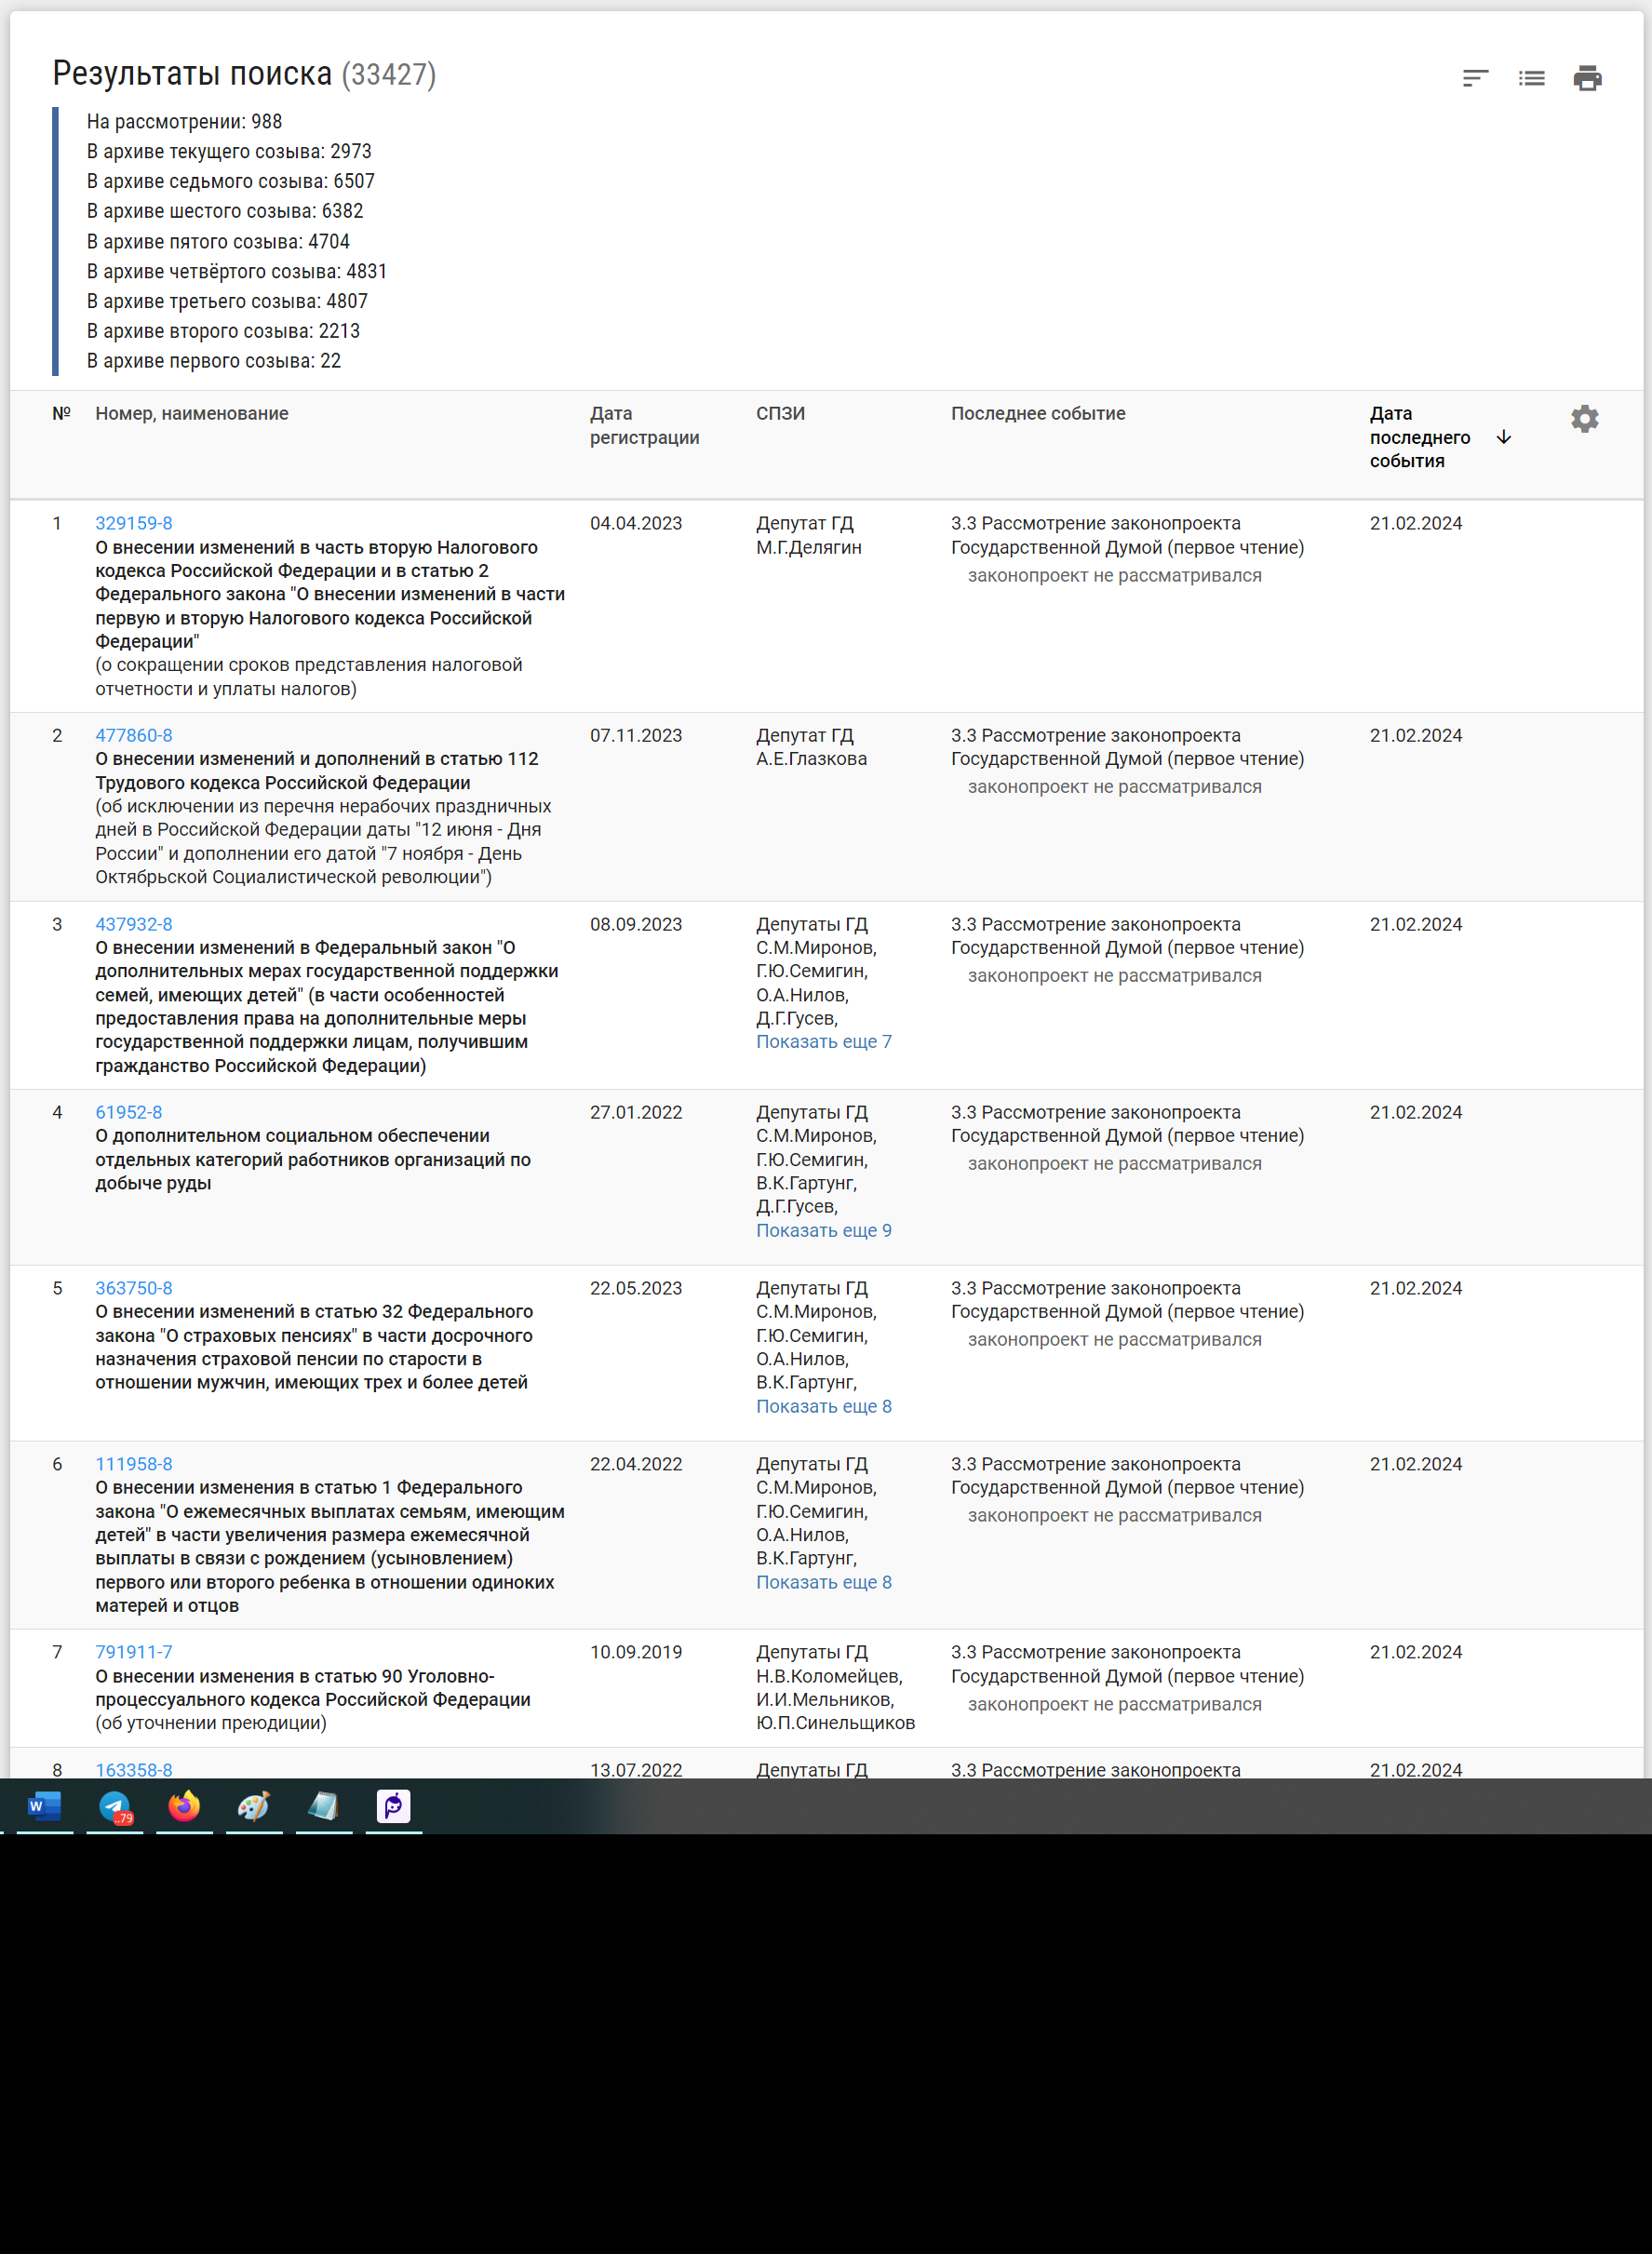 Результаты поиска (33427)
На рассмотрении: 988
В архиве текущего созыва: 2973
В архиве седьмого созыва: 6507
В архиве шестого созыва: 6382
В архиве пятого созыва: 4704
В архиве четвёртого созыва: 4831
В архиве третьего созыва: 4807
В архиве второго созыва: 2213
В архиве первого созыва: 22
№ Номер, наименование
Дата
регистрации
СПЗИ
Последнее событие
Дата
последнего
события
1
329159-8
О внесении изменений в часть вторую Налогового
кодекса Российской Федерации и в статью 2
Федерального закона "О внесении изменений в части
первую и вторую Налогового кодекса Российской
Федерации"
(о сокращении сроков представления налоговой
отчетности и уплаты налогов)
04.04.2023
Депутат ГД
М.Г.Делягин
3.3 Рассмотрение законопроекта
Государственной Думой (первое чтение)
законопроект не рассматривался
21.02.2024
2
477860-8
О внесении изменений и дополнений в статью 112
Трудового кодекса Российской Федерации
(об исключении из перечня нерабочих праздничных
дней в Российской Федерации даты "12 июня - Дня
России" и дополнении его датой "7 ноября - День
Октябрьской Социалистической революции")
07.11.2023
Депутат ГД
А.Е.Глазкова
3.3 Рассмотрение законопроекта
Государственной Думой (первое чтение)
законопроект не рассматривался
21.02.2024
3
437932-8
О внесении изменений в Федеральный закон "О
дополнительных мерах государственной поддержки
семей, имеющих детей" (в части особенностей
предоставления права на дополнительные меры
государственной поддержки лицам, получившим
гражданство Российской Федерации)
08.09.2023
Депутаты ГД
С.М.Миронов,
Г.Ю.Семигин,
О.А.Нилов,
Д.Г.Гусев,
Показать еще 7
3.3 Рассмотрение законопроекта
Государственной Думой (первое чтение)
законопроект не рассматривался
21.02.2024
4
61952-8
О дополнительном социальном обеспечении
отдельных категорий работников организаций по
добыче руды
27.01.2022
Депутаты ГД
С.М.Миронов,
Г.Ю.Семигин,
В.К.Гартунг,
Д.Г.Гусев,
Показать еще 9
3.3 Рассмотрение законопроекта
Государственной Думой (первое чтение)
законопроект не рассматривался
21.02.2024
5
363750-8
О внесении изменений в статью 32 Федерального
закона "О страховых пенсиях" в части досрочного
назначения страховой пенсии по старости в
отношении мужчин, имеющих трех и более детей
22.05.2023
Депутаты ГД
С.М.Миронов,
Г.Ю.Семигин,
О.А.Нилов,
В.К.Гартунг,
Показать еще 8
3.3 Рассмотрение законопроекта
Государственной Думой (первое чтение)
законопроект не рассматривался
21.02.2024
6
111958-8
О внесении изменения в статью 1 Федерального
закона "О ежемесячных выплатах семьям, имеющим
детей" в части увеличения размера ежемесячной
выплаты в связи с рождением (усыновлением)
первого или второго ребенка в отношении одиноких
матерей и отцов
22.04.2022
Депутаты ГД
С.М.Миронов,
Г.Ю.Семигин,
О.А.Нилов,
В.К.Гартунг,
Показать еще 8
3.3 Рассмотрение законопроекта
Государственной Думой (первое чтение)
законопроект не рассматривался
21.02.2024
7
791911-7
О внесении изменения в статью 90 Уголовно-
процессуального кодекса Российской Федерации
(об уточнении преюдиции)
10.09.2019
Депутаты ГД
Н.В.Коломейцев,
И.И.Мельников,
Ю.П.Синельщиков
3.3 Рассмотрение законопроекта
Государственной Думой (первое чтение)
законопроект не рассматривался
21.02.2024
8
163358-8
13.07.2022
Депутаты ГД
3.3 Рассмотрение законопроекта
21.02.2024
W
..79